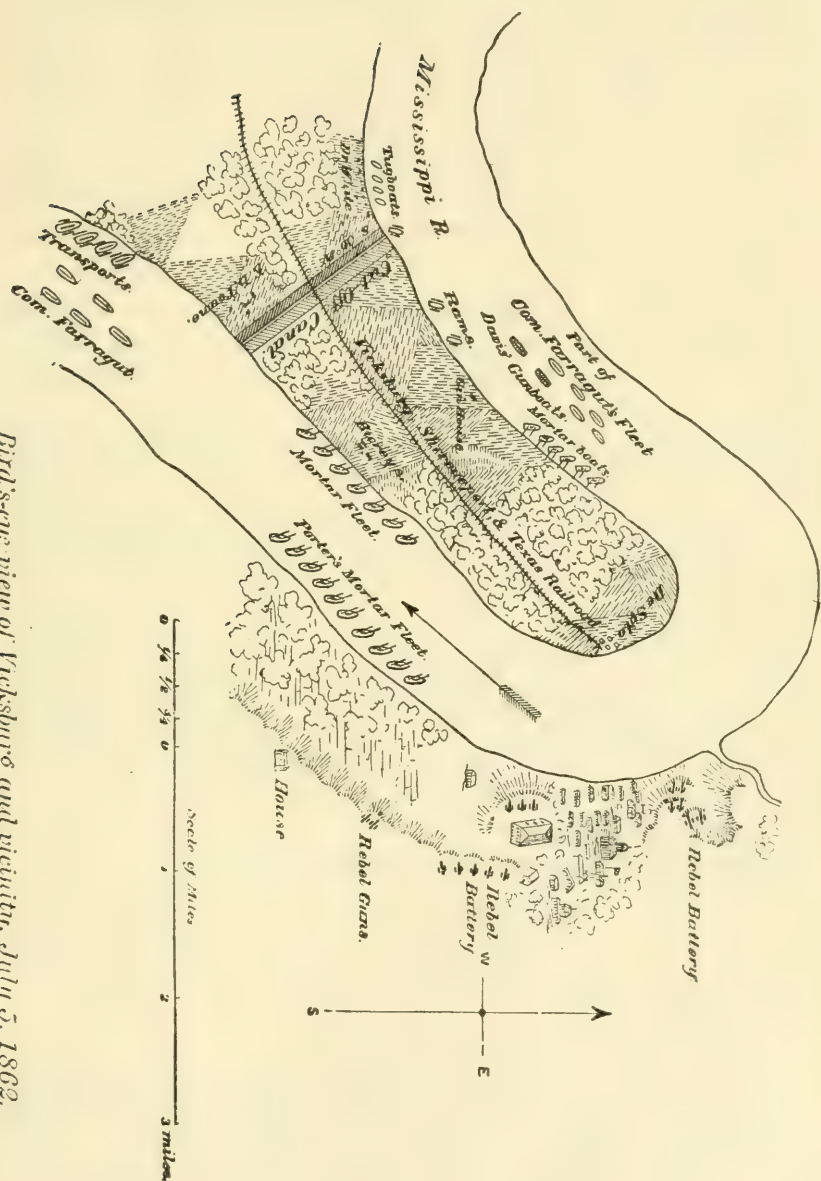 Mississippi R.
Tugboats.
Rams.
Part of
Com. Farragut's Fleet
Davis' Gunboats.
Mortar boats
De Soto
Cut-Off
Canal
Vicksburg, Shreveport & Texas Railroad
Transports.
Com. Farragut.
Mortar Fleet.
Porter's Mortar Fleet.
House
Rebel Guns.
Rebel
Battery
Rebel Battery.
W
S
E
0 ¼ ½ ¾ 0 1 2 3 miles.
Scale of Miles
Bird's-eye view of Vicksburg and vicinity, July 5, 1862.